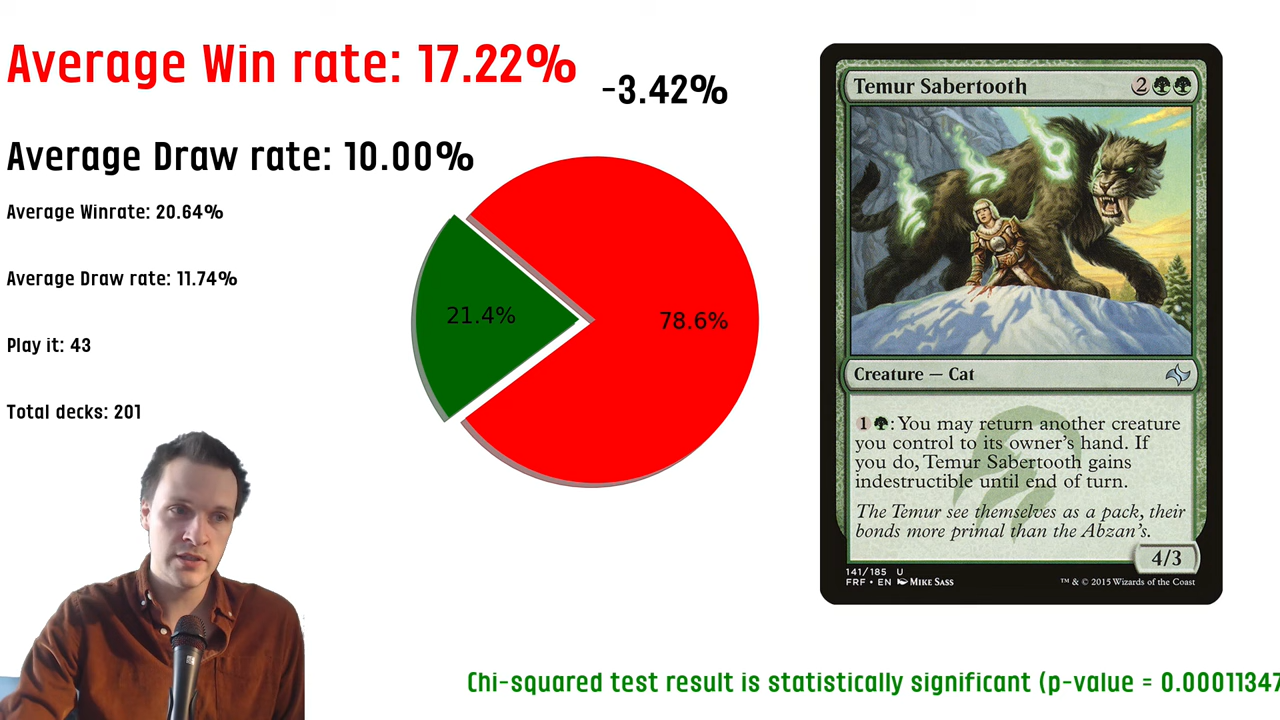 Average Win rate: 17.22%
-3.42%
Average Draw rate: 10.00%
Average Winrate: 20.64%
Average Draw rate: 11.74%
Play it: 43
Total decks: 201
21.4%
78.6%
Temur Sabertooth
2
Creature — Cat
1 : You may return another creature
you control to its owner's hand. If
you do, Temur Sabertooth gains
indestructible until end of turn.
The Temur see themselves as a pack, their
bonds more primal than the Abzan's.
4/3
141/185 U
FRF • EN Mike Sass
™ & © 2015 Wizards of the Coast
Chi-squared test result is statistically significant (p-value = 0.00011347